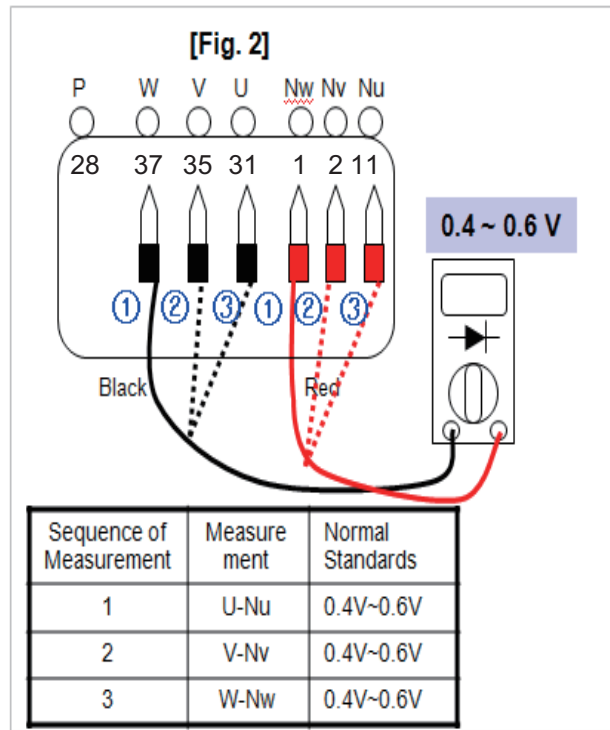 [Fig. 2]
P W V U Nw Nv Nu
28 37 35 31 1 2 11
0.4 ~ 0.6 V
① ② ③ ① ② ③
Black Red
Sequence of Measurement Measure ment Normal Standards
1 U-Nu 0.4V~0.6V
2 V-Nv 0.4V~0.6V
3 W-Nw 0.4V~0.6V